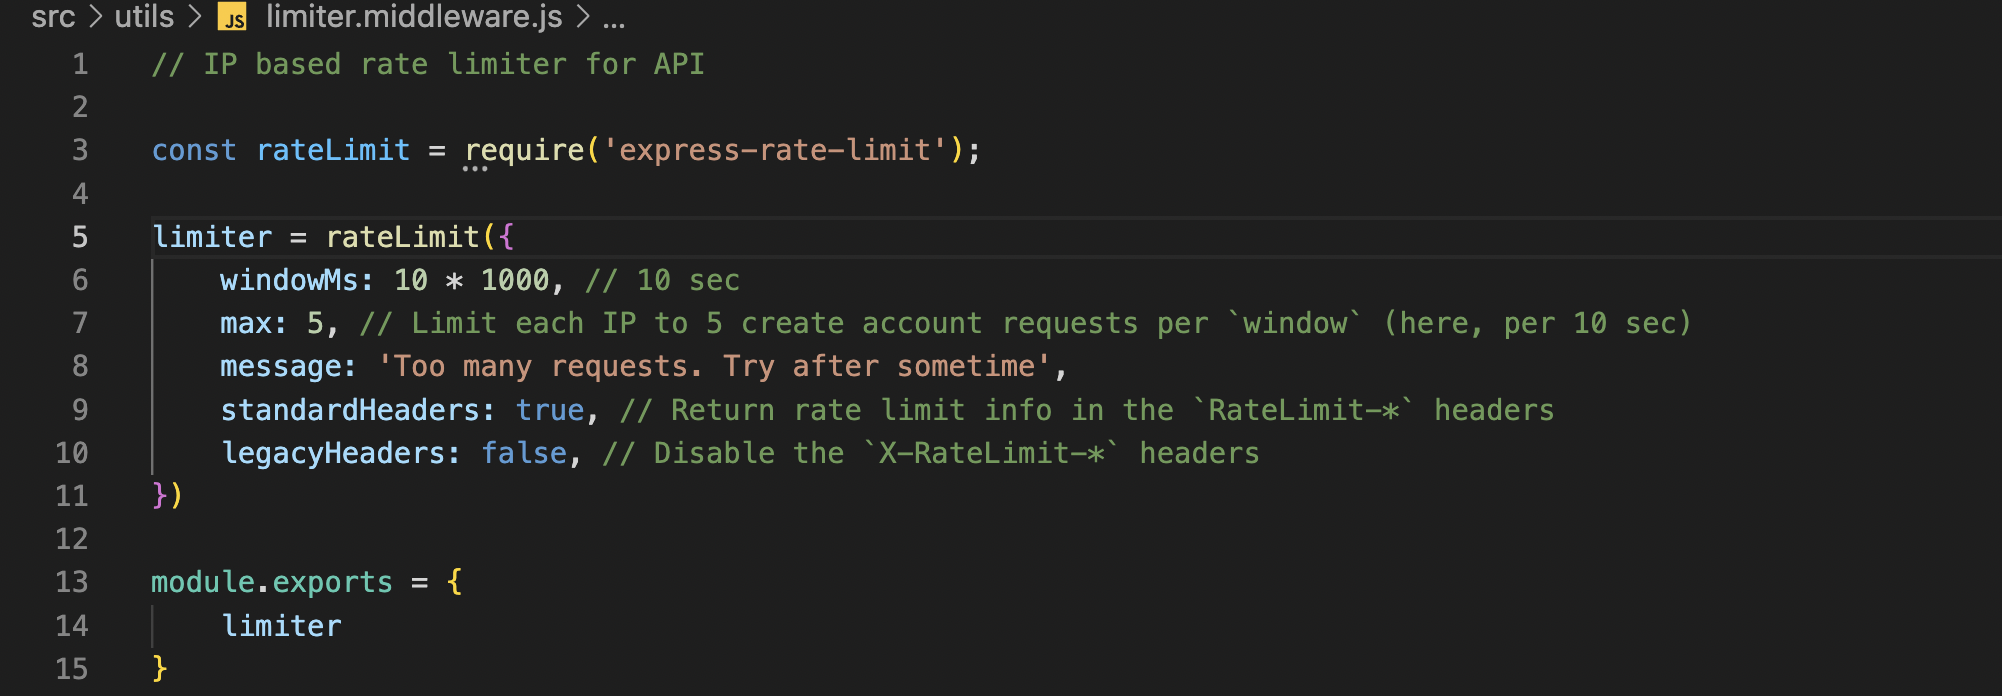 src > utils > JS limiter.middleware.js > ...
1 // IP based rate limiter for API
2
3 const rateLimit = require('express-rate-limit');
4
5 limiter = rateLimit({
6     windowMs: 10 * 1000, // 10 sec
7     max: 5, // Limit each IP to 5 create account requests per `window` (here, per 10 sec)
8     message: 'Too many requests. Try after sometime',
9     standardHeaders: true, // Return rate limit info in the `RateLimit-*` headers
10     legacyHeaders: false, // Disable the `X-RateLimit-*` headers
11 })
12
13 module.exports = {
14     limiter
15 }